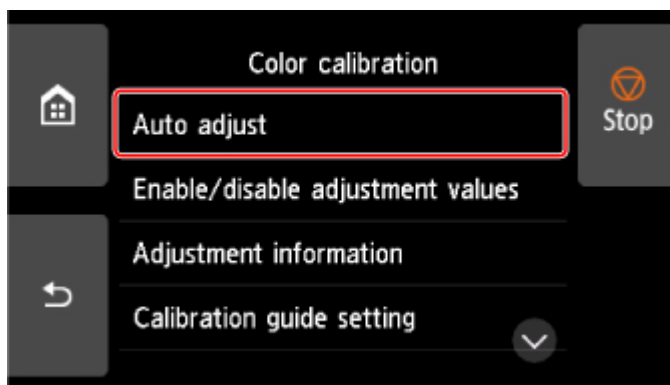 Color calibration
Auto adjust
Stop
Enable/disable adjustment values
Adjustment information
Calibration guide setting